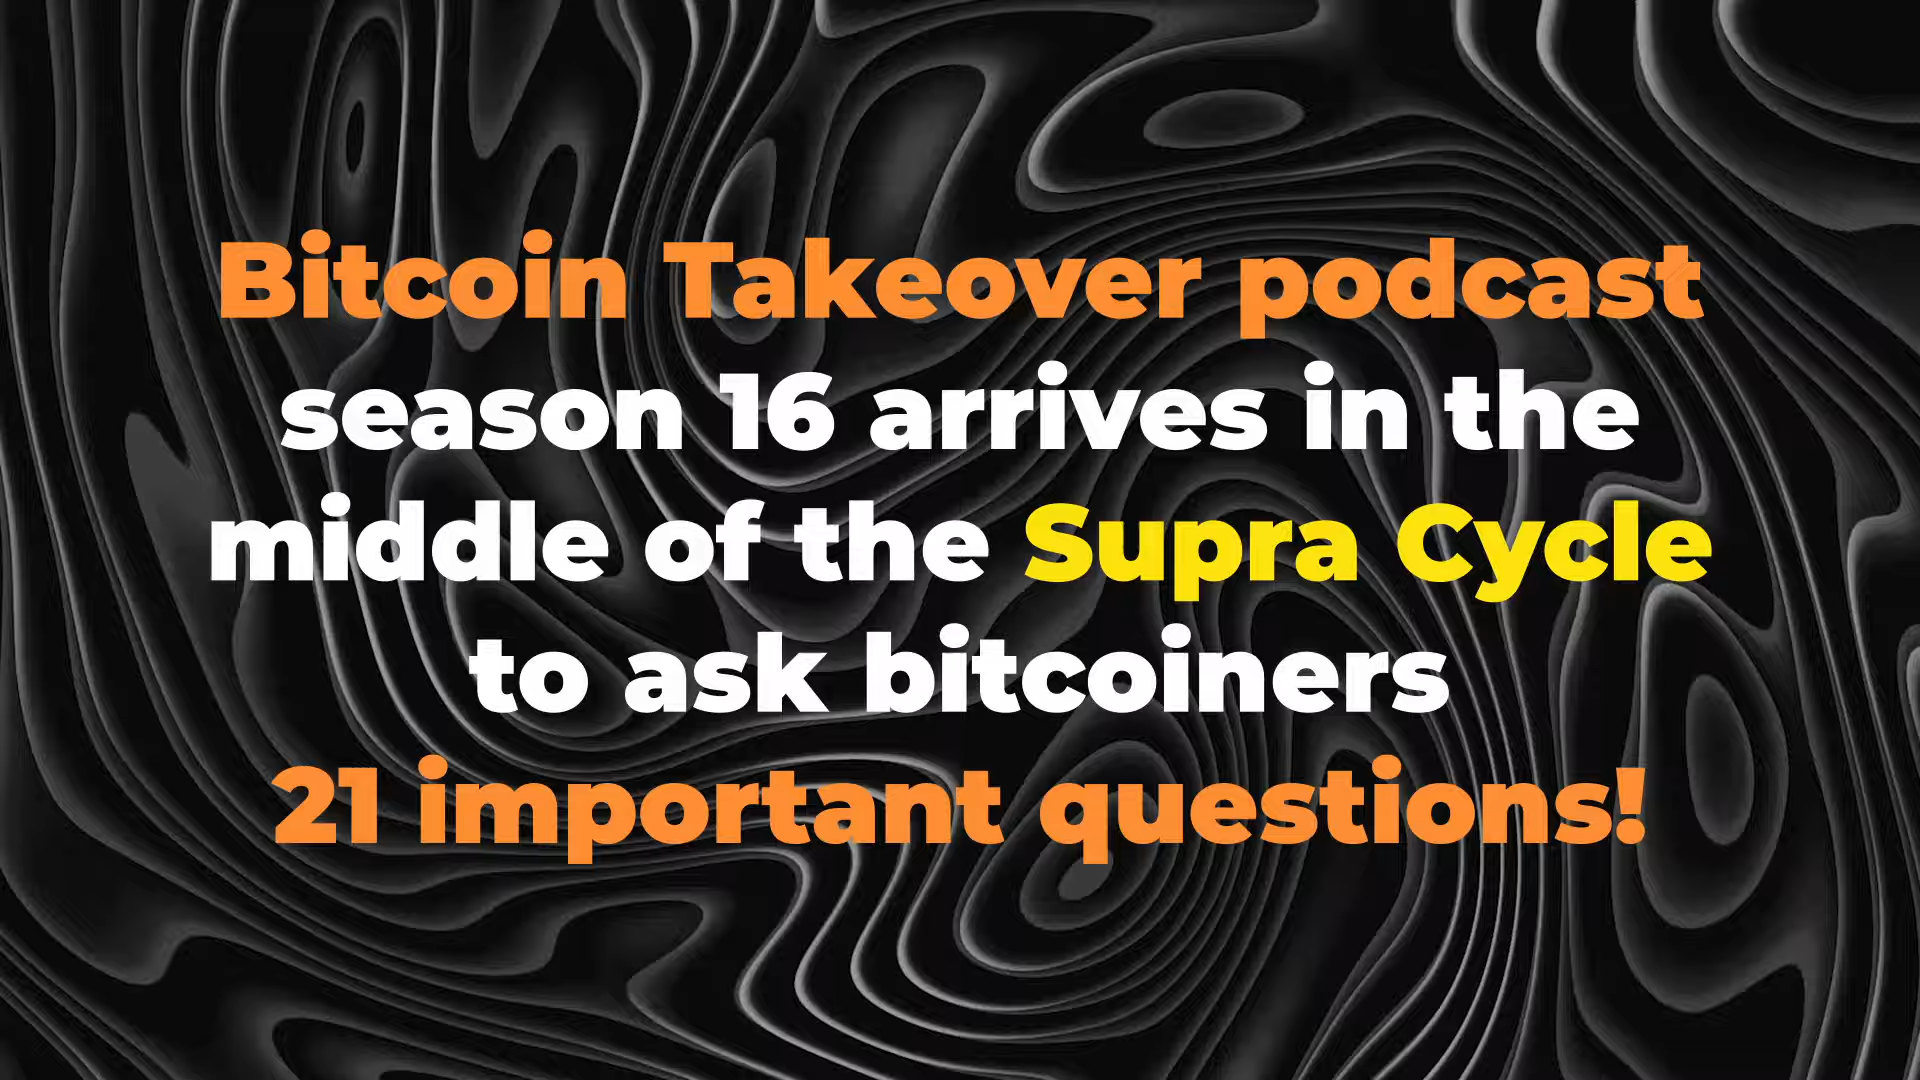 Bitcoin Takeover podcast
season 16 arrives in the
middle of the Supra Cycle
to ask bitcoiners
21 important questions!